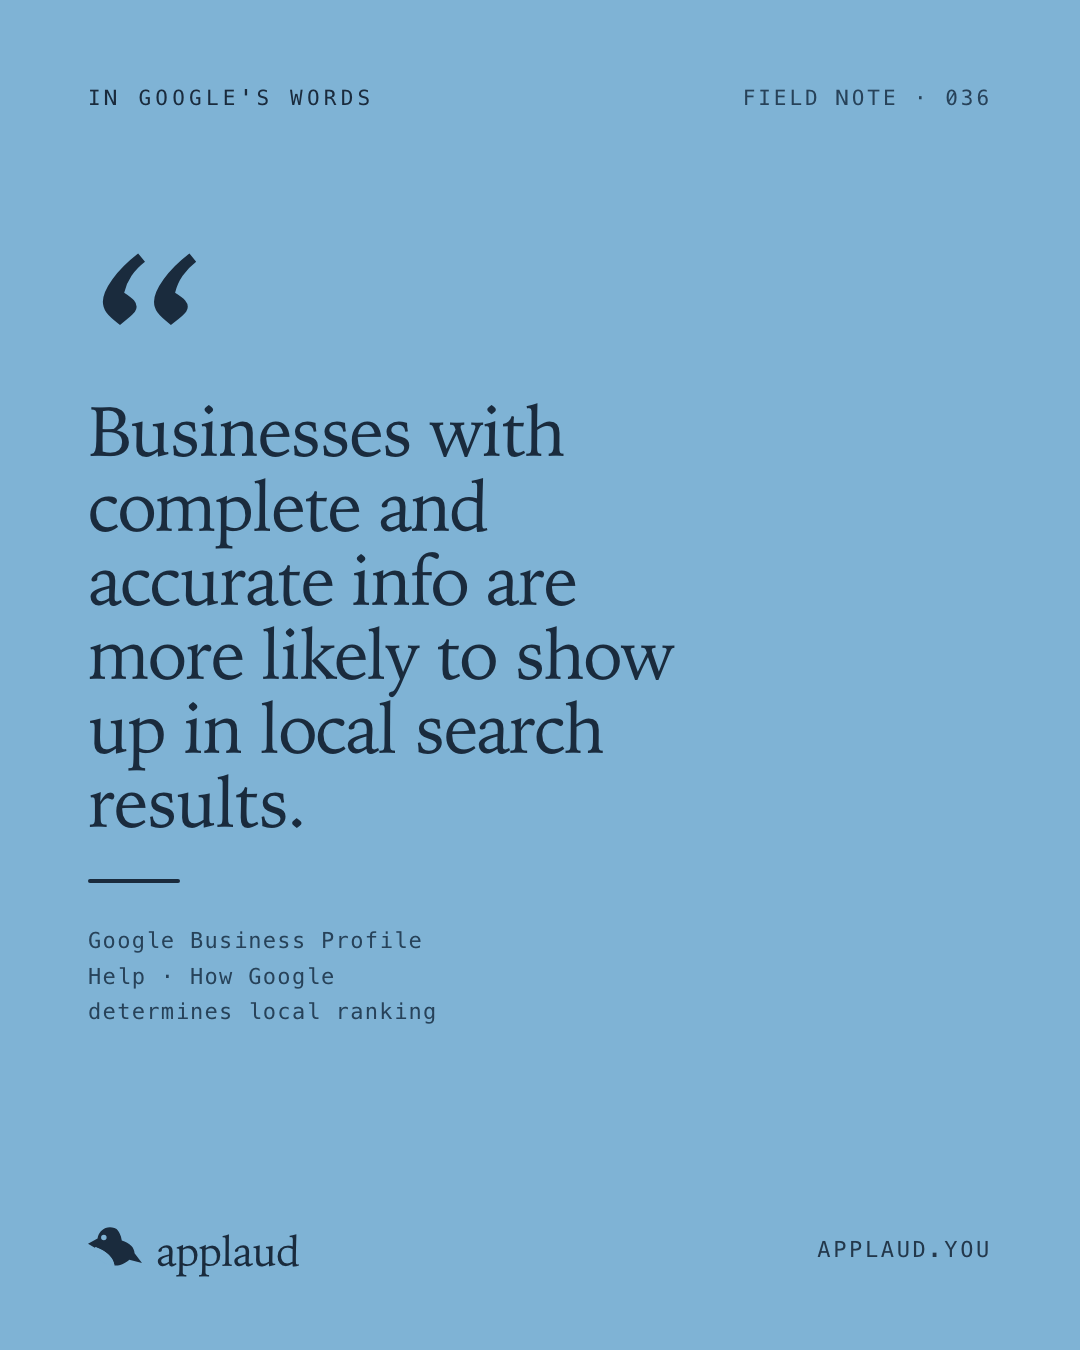 IN GOOGLE'S WORDS
FIELD NOTE · 036
“
Businesses with
complete and
accurate info are
more likely to show
up in local search
results.
Google Business Profile
Help · How Google
determines local ranking
applaud
APPLAUD.YOU